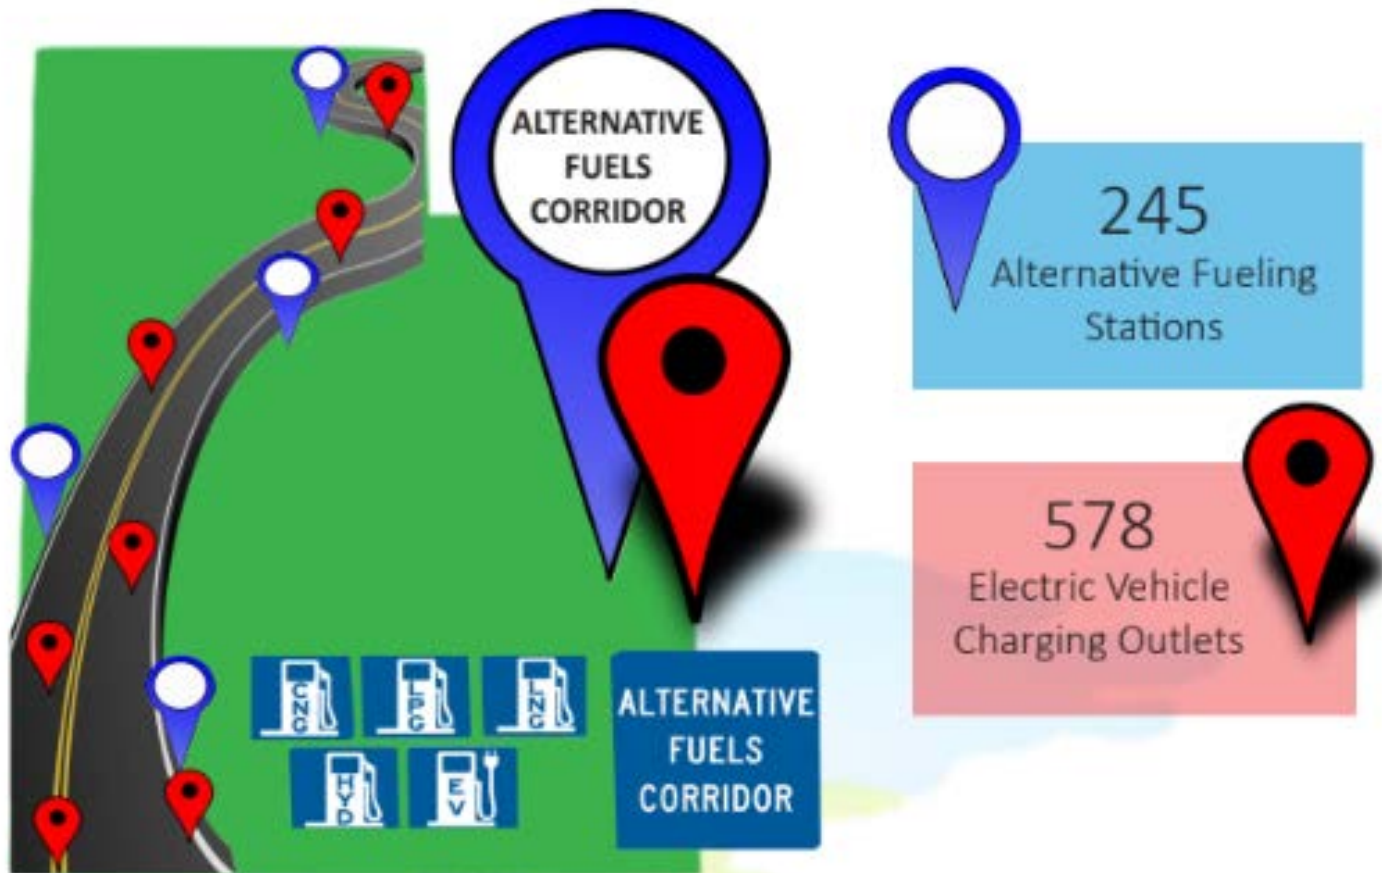 ALTERNATIVE
FUELS
CORRIDOR
245
Alternative Fueling
Stations
578
Electric Vehicle
Charging Outlets
CNG
LPG
LNG
HYD
EV
ALTERNATIVE
FUELS
CORRIDOR